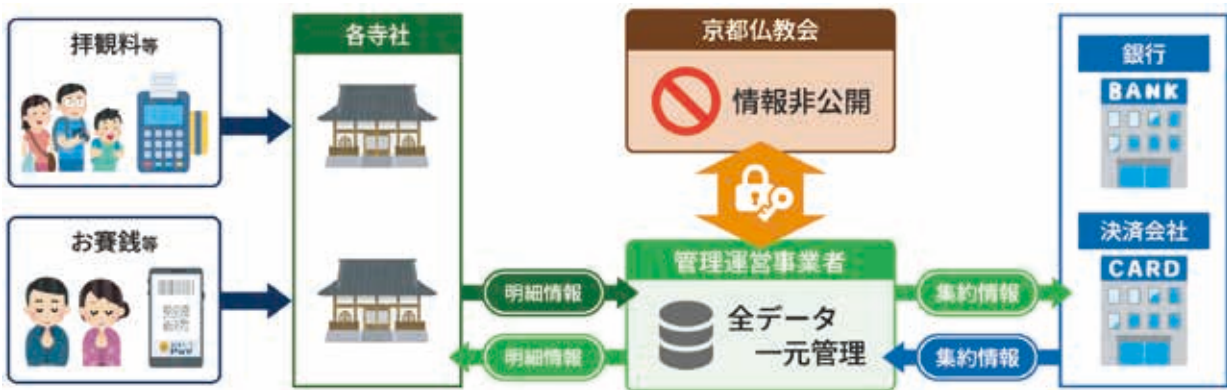 拝観料等
お賽銭等
Pay
各寺社
明細情報
明細情報
京都仏教会
情報非公開
管理運営事業者
全データ
一元管理
集約情報
集約情報
銀行
BANK
決済会社
CARD